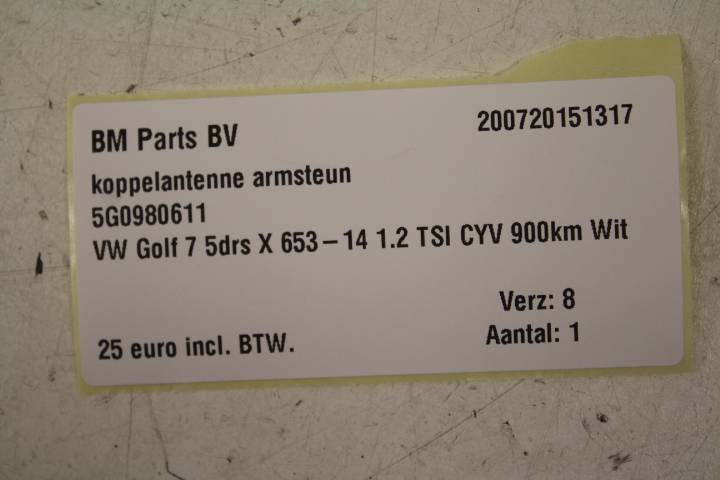 BM Parts BV
200720151317
koppelantenne armsteun
5G0980611
VW Golf 7 5drs X 653-14 1.2 TSI CYV 900km Wit
Verz: 8
25 euro incl. BTW.
Aantal: 1